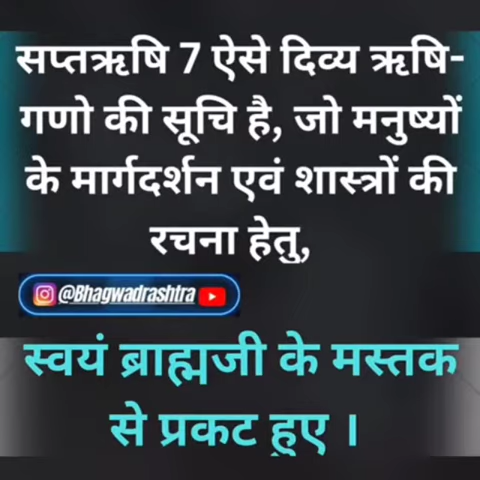 सप्तऋषि 7 ऐसे दिव्य ऋषि-
गणो की सूचि है, जो मनुष्यों
के मार्गदर्शन एवं शास्त्रों की
रचना हेतु,
@Bhagwadrashtra
स्वयं ब्राह्मजी के मस्तक
से प्रकट हुए ।